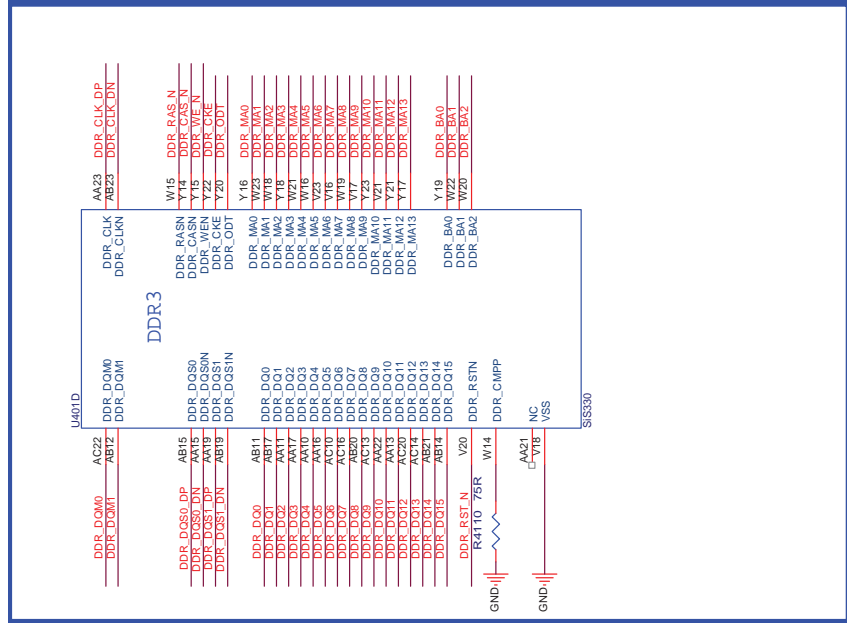 U401D
DDR_DQM0 AC22 DDR_DQM0 DDR_CLK AA23 DDR_CLK_DP
DDR_DQM1 AB12 DDR_DQM1 DDR_CLKN AB23 DDR_CLK_DN
DDR3
DDR_DQS0_DP AB15 DDR_DQS0 DDR_RASN W15 DDR_RAS_N
DDR_DQS0_DN AA15 DDR_DQS0N DDR_CASN Y14 DDR_CAS_N
DDR_DQS1_DP AA19 DDR_DQS1 DDR_WEN Y15 DDR_WE_N
DDR_DQS1_DN AB19 DDR_DQS1N DDR_CKE Y22 DDR_CKE
DDR_ODT Y20 DDR_ODT
DDR_DQ0 AB11 DDR_DQ0 DDR_MA0 Y16 DDR_MA0
DDR_DQ1 AB17 DDR_DQ1 DDR_MA1 W23 DDR_MA1
DDR_DQ2 AA11 DDR_DQ2 DDR_MA2 W18 DDR_MA2
DDR_DQ3 AA17 DDR_DQ3 DDR_MA3 Y18 DDR_MA3
DDR_DQ4 AA10 DDR_DQ4 DDR_MA4 W21 DDR_MA4
DDR_DQ5 AA16 DDR_DQ5 DDR_MA5 W16 DDR_MA5
DDR_DQ6 AC10 DDR_DQ6 DDR_MA6 V23 DDR_MA6
DDR_DQ7 AC16 DDR_DQ7 DDR_MA7 V16 DDR_MA7
DDR_DQ8 AB20 DDR_DQ8 DDR_MA8 W19 DDR_MA8
DDR_DQ9 AC13 DDR_DQ9 DDR_MA9 V17 DDR_MA9
DDR_DQ10 AA22 DDR_DQ10 DDR_MA10 Y23 DDR_MA10
DDR_DQ11 AA13 DDR_DQ11 DDR_MA11 V21 DDR_MA11
DDR_DQ12 AC20 DDR_DQ12 DDR_MA12 Y21 DDR_MA12
DDR_DQ13 AC14 DDR_DQ13 DDR_MA13 Y17 DDR_MA13
DDR_DQ14 AB21 DDR_DQ14 DDR_BA0 Y19 DDR_BA0
DDR_DQ15 AB14 DDR_DQ15 DDR_BA1 W22 DDR_BA1
DDR_RST_N V20 DDR_RSTN DDR_BA2 W20 DDR_BA2
R4110 75R
GND W14 DDR_CMPP
AA21 NC
GND V18 VSS
SiS330